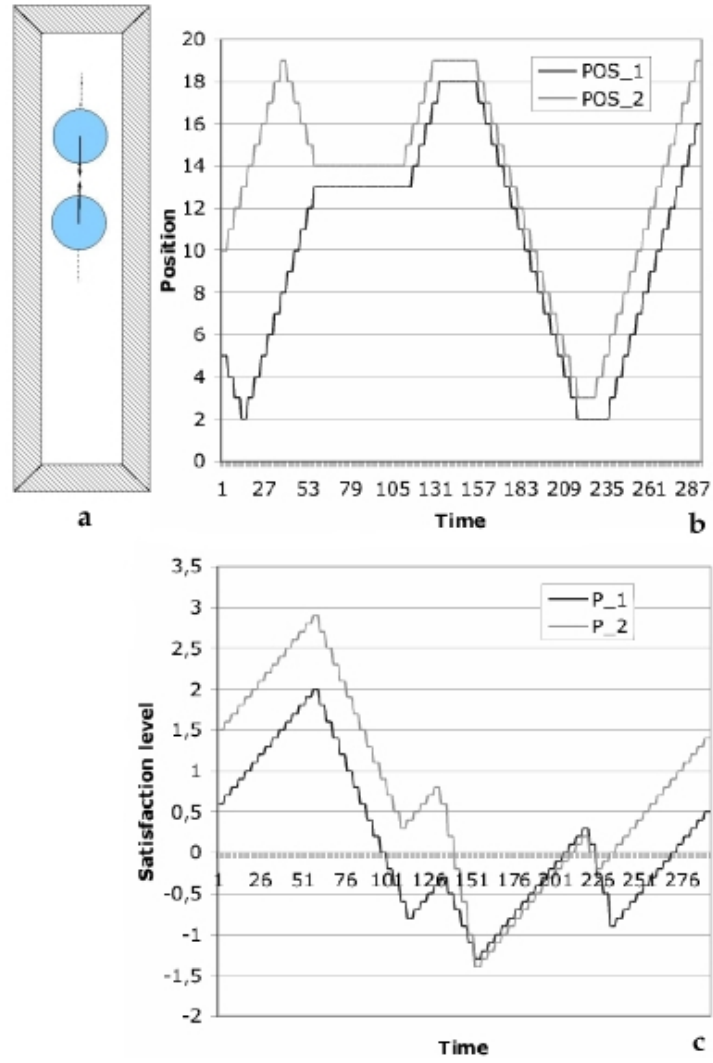 a
20
18
16
14
12
10
8
6
4
2
0
Position
POS_1
POS_2
1 27 53 79 105 131 157 183 209 235 261 287
Time
b
3,5
3
2,5
2
1,5
1
0,5
0
-0,5
-1
-1,5
-2
Satisfaction level
P_1
P_2
1 26 51 76 101 126 151 176 201 226 251 276
Time
c